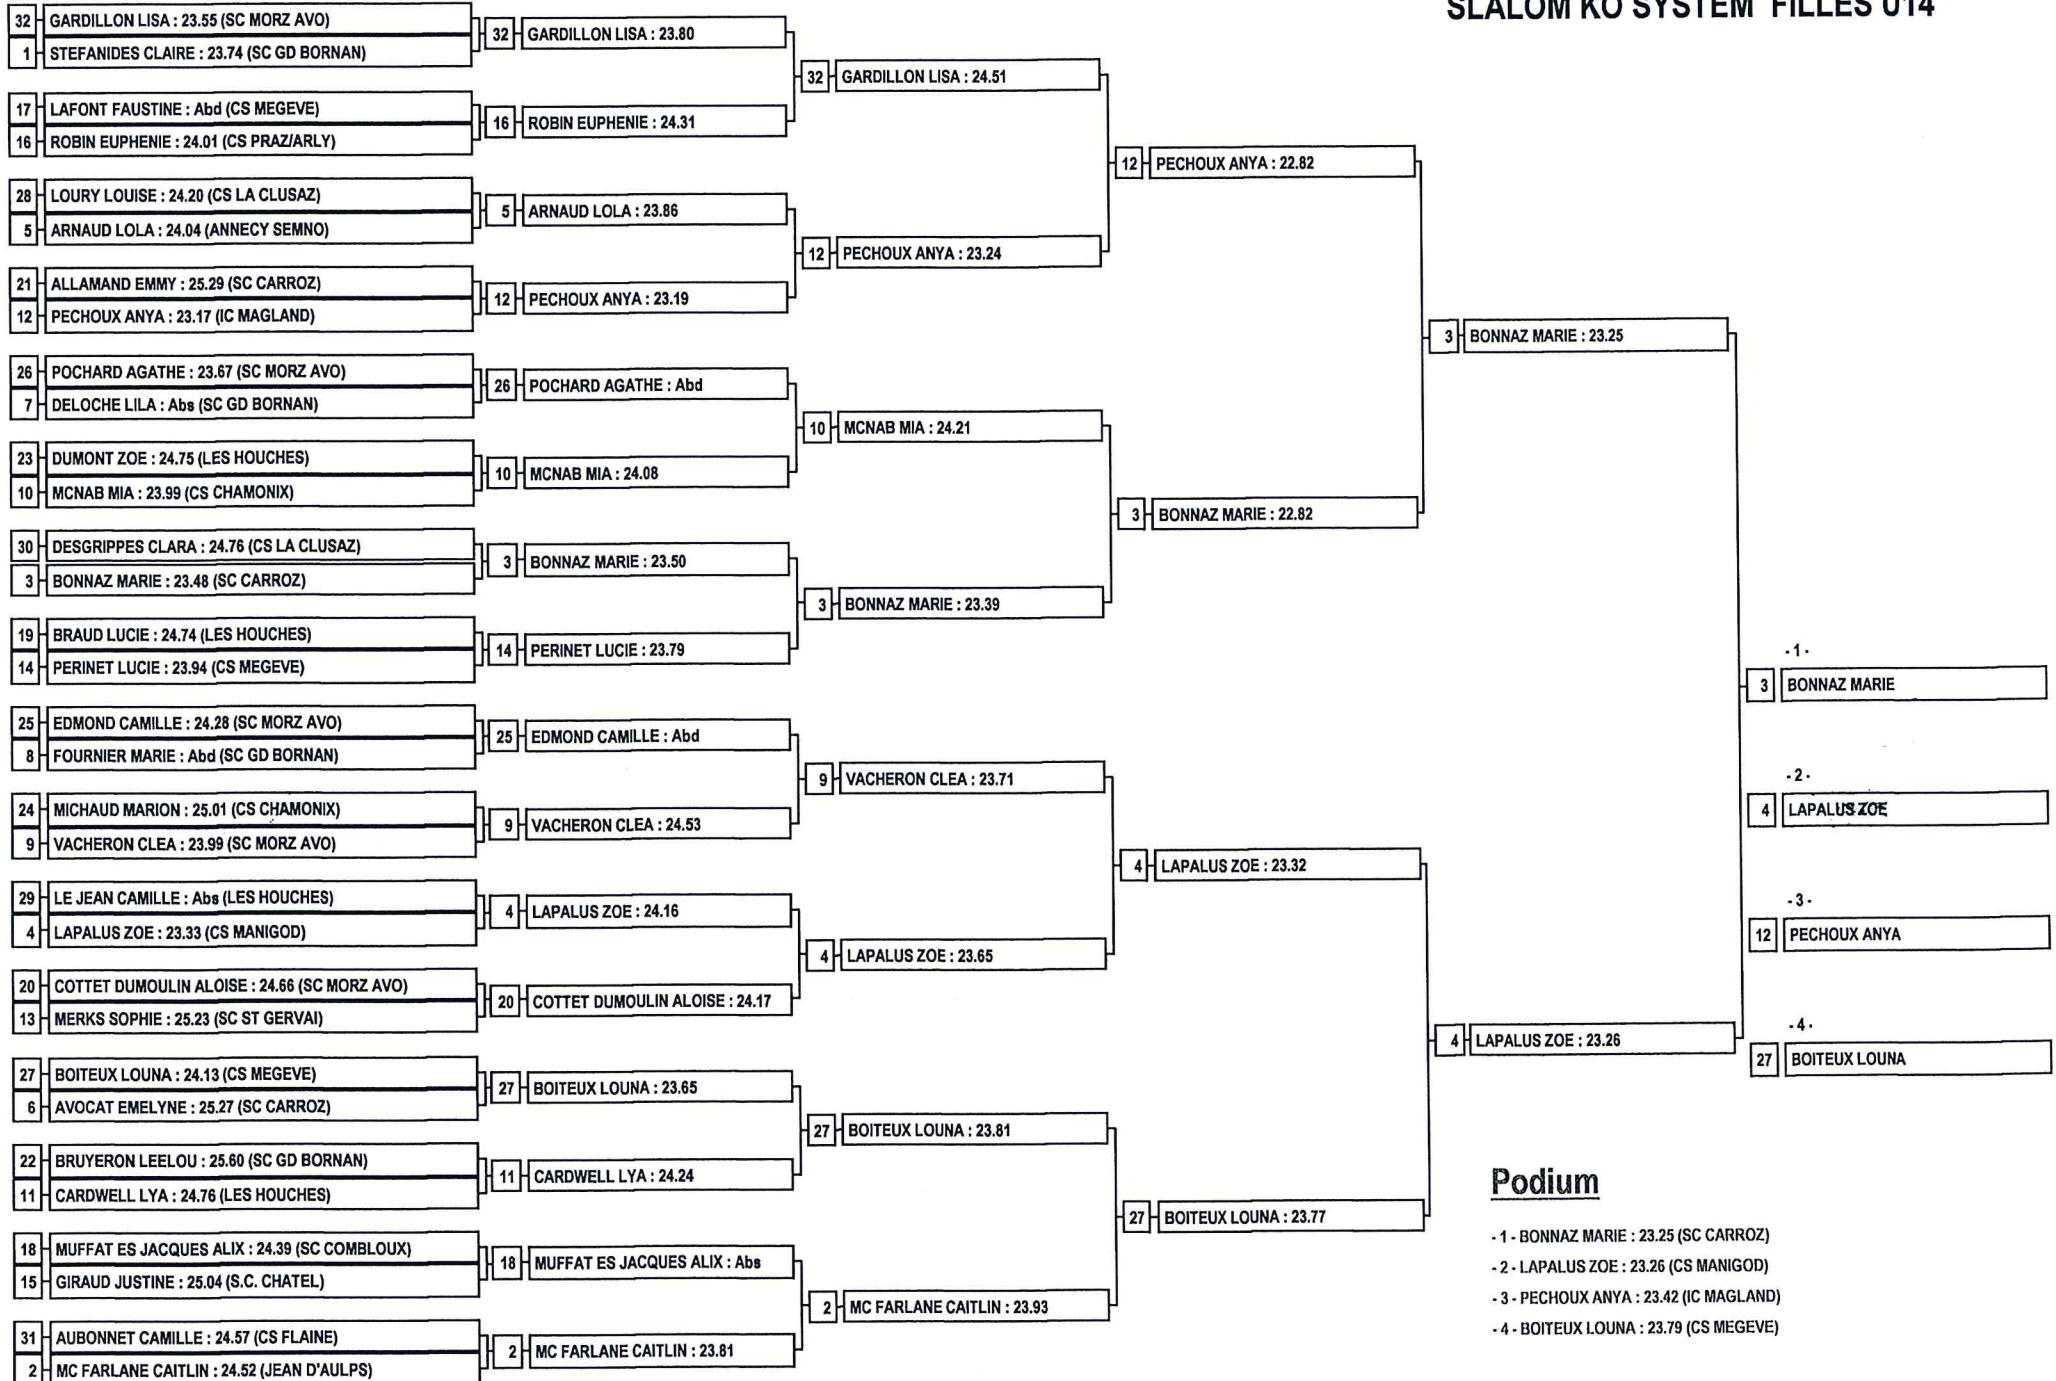 SLALOM KO SYSTEM FILLES U14
32 GARDILLON LISA : 23.55 (SC MORZ AVO)
1 STEFANIDES CLAIRE : 23.74 (SC GD BORNAN)
17 LAFONT FAUSTINE : Abd (CS MEGEVE)
16 ROBIN EUPHENIE : 24.01 (CS PRAZ/ARLY)
28 LOURY LOUISE : 24.20 (CS LA CLUSAZ)
5 ARNAUD LOLA : 24.04 (ANNECY SEMNO)
21 ALLAMAND EMMY : 25.29 (SC CARROZ)
12 PECHOUX ANYA : 23.17 (IC MAGLAND)
26 POCHARD AGATHE : 23.67 (SC MORZ AVO)
7 DELOCHE LILA : Abs (SC GD BORNAN)
23 DUMONT ZOE : 24.75 (LES HOUCHES)
10 MCNAB MIA : 23.99 (CS CHAMONIX)
30 DESGRIPPES CLARA : 24.76 (CS LA CLUSAZ)
3 BONNAZ MARIE : 23.48 (SC CARROZ)
19 BRAUD LUCIE : 24.74 (LES HOUCHES)
14 PERINET LUCIE : 23.94 (CS MEGEVE)
25 EDMOND CAMILLE : 24.28 (SC MORZ AVO)
8 FOURNIER MARIE : Abd (SC GD BORNAN)
24 MICHAUD MARION : 25.01 (CS CHAMONIX)
9 VACHERON CLEA : 23.99 (SC MORZ AVO)
29 LE JEAN CAMILLE : Abs (LES HOUCHES)
4 LAPALUS ZOE : 23.33 (CS MANIGOD)
20 COTTET DUMOULIN ALOISE : 24.66 (SC MORZ AVO)
13 MERKS SOPHIE : 25.23 (SC ST GERVAI)
27 BOITEUX LOUNA : 24.13 (CS MEGEVE)
6 AVOCAT EMELYNE : 25.27 (SC CARROZ)
22 BRUYERON LEELOU : 25.60 (SC GD BORNAN)
11 CARDWELL LYA : 24.76 (LES HOUCHES)
18 MUFFAT ES JACQUES ALIX : 24.39 (SC COMBLOUX)
15 GIRAUD JUSTINE : 25.04 (S.C. CHATEL)
31 AUBONNET CAMILLE : 24.57 (CS FLAINE)
2 MC FARLANE CAITLIN : 24.52 (JEAN D'AULPS)
32 GARDILLON LISA : 23.80
16 ROBIN EUPHENIE : 24.31
5 ARNAUD LOLA : 23.86
12 PECHOUX ANYA : 23.19
26 POCHARD AGATHE : Abd
10 MCNAB MIA : 24.08
3 BONNAZ MARIE : 23.50
14 PERINET LUCIE : 23.79
25 EDMOND CAMILLE : Abd
9 VACHERON CLEA : 24.53
4 LAPALUS ZOE : 24.16
20 COTTET DUMOULIN ALOISE : 24.17
27 BOITEUX LOUNA : 23.65
11 CARDWELL LYA : 24.24
18 MUFFAT ES JACQUES ALIX : Abs
2 MC FARLANE CAITLIN : 23.81
32 GARDILLON LISA : 24.51
12 PECHOUX ANYA : 23.24
10 MCNAB MIA : 24.21
3 BONNAZ MARIE : 23.39
9 VACHERON CLEA : 23.71
4 LAPALUS ZOE : 23.65
27 BOITEUX LOUNA : 23.81
2 MC FARLANE CAITLIN : 23.93
12 PECHOUX ANYA : 22.82
3 BONNAZ MARIE : 22.82
4 LAPALUS ZOE : 23.32
27 BOITEUX LOUNA : 23.77
3 BONNAZ MARIE : 23.25
4 LAPALUS ZOE : 23.26
- 1 -
3 BONNAZ MARIE
- 2 -
4 LAPALUS ZOE
- 3 -
12 PECHOUX ANYA
- 4 -
27 BOITEUX LOUNA
Podium
- 1 - BONNAZ MARIE : 23.25 (SC CARROZ)
- 2 - LAPALUS ZOE : 23.26 (CS MANIGOD)
- 3 - PECHOUX ANYA : 23.42 (IC MAGLAND)
- 4 - BOITEUX LOUNA : 23.79 (CS MEGEVE)